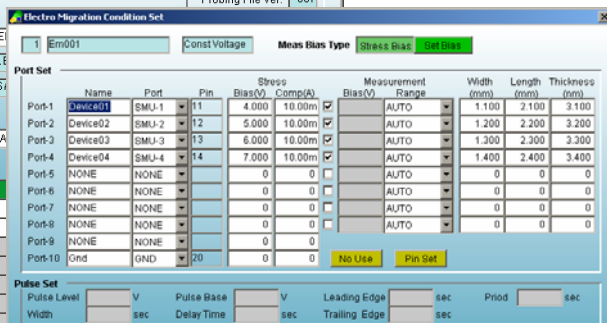 Probing File Ver. 001
Electro Migration Condition Set
1 Em001 Const Voltage Meas Bias Type Stress Bias Set Bias
Port Set
Stress Measurement Width Length Thickness
Name Port Pin Bias(V) Comp(A) Bias(V) Range (mm) (mm) (mm)
Port-1 Device01 SMU-1 11 4.000 10.00m AUTO 1.100 2.100 3.100
Port-2 Device02 SMU-2 12 5.000 10.00m AUTO 1.200 2.200 3.200
Port-3 Device03 SMU-3 13 6.000 10.00m AUTO 1.300 2.300 3.300
Port-4 Device04 SMU-4 14 7.000 10.00m AUTO 1.400 2.400 3.400
Port-5 NONE NONE 0 0 AUTO 0 0 0
Port-6 NONE NONE 0 0 AUTO 0 0 0
Port-7 NONE NONE 0 0 AUTO 0 0 0
Port-8 NONE NONE 0 0 AUTO 0 0 0
Port-9 NONE NONE 0 0
Port-10 Gnd GND 20 0 0 No Use Pin Set
Pulse Set
Pulse Level V Pulse Base V Leading Edge sec Priod sec
Width sec Delay Time sec Trailing Edge sec